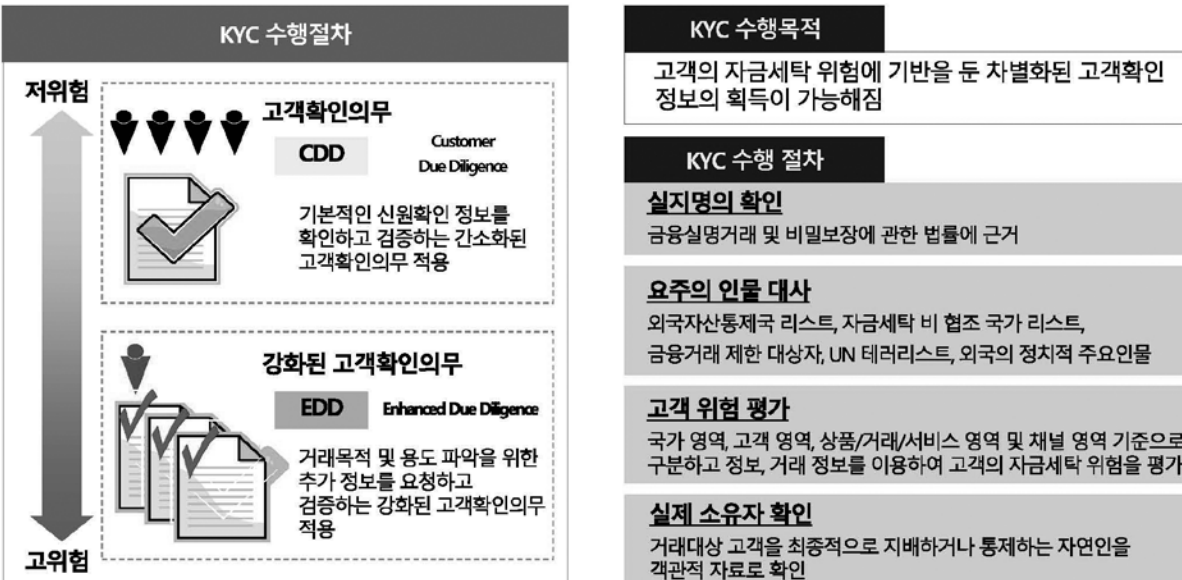 KYC 수행절차
저위험
고객확인의무
CDD
Customer
Due Diligence
기본적인 신원확인 정보를
확인하고 검증하는 간소화된
고객확인의무 적용
강화된 고객확인의무
EDD
Enhanced Due Diligence
거래목적 및 용도 파악을 위한
추가 정보를 요청하고
검증하는 강화된 고객확인의무
적용
고위험
KYC 수행목적
고객의 자금세탁 위험에 기반을 둔 차별화된 고객확인
정보의 획득이 가능해짐
KYC 수행 절차
실지명의 확인
금융실명거래 및 비밀보장에 관한 법률에 근거
요주의 인물 대사
외국자산통제국 리스트, 자금세탁 비 협조 국가 리스트,
금융거래 제한 대상자, UN 테러리스트, 외국의 정치적 주요인물
고객 위험 평가
국가 영역, 고객 영역, 상품/거래/서비스 영역 및 채널 영역 기준으로
구분하고 정보, 거래 정보를 이용하여 고객의 자금세탁 위험을 평가
실제 소유자 확인
거래대상 고객을 최종적으로 지배하거나 통제하는 자연인을
객관적 자료로 확인